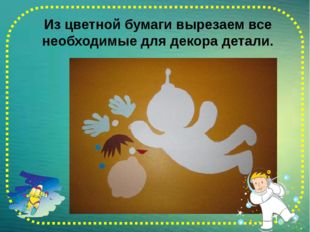 Из цветной бумаги вырезаем все
необходимые для декора детали.